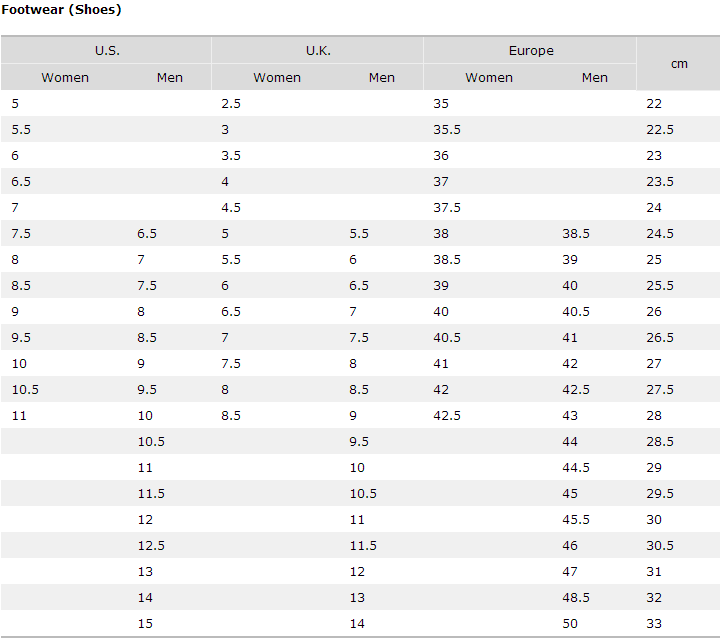 Footwear (Shoes)
U.S. U.K. Europe cm
Women Men Women Men Women Men
5 2.5 35 22
5.5 3 35.5 22.5
6 3.5 36 23
6.5 4 37 23.5
7 4.5 37.5 24
7.5 6.5 5 5.5 38 38.5 24.5
8 7 5.5 6 38.5 39 25
8.5 7.5 6 6.5 39 40 25.5
9 8 6.5 7 40 40.5 26
9.5 8.5 7 7.5 40.5 41 26.5
10 9 7.5 8 41 42 27
10.5 9.5 8 8.5 42 42.5 27.5
11 10 8.5 9 42.5 43 28
10.5 9.5 44 28.5
11 10 44.5 29
11.5 10.5 45 29.5
12 11 45.5 30
12.5 11.5 46 30.5
13 12 47 31
14 13 48.5 32
15 14 50 33